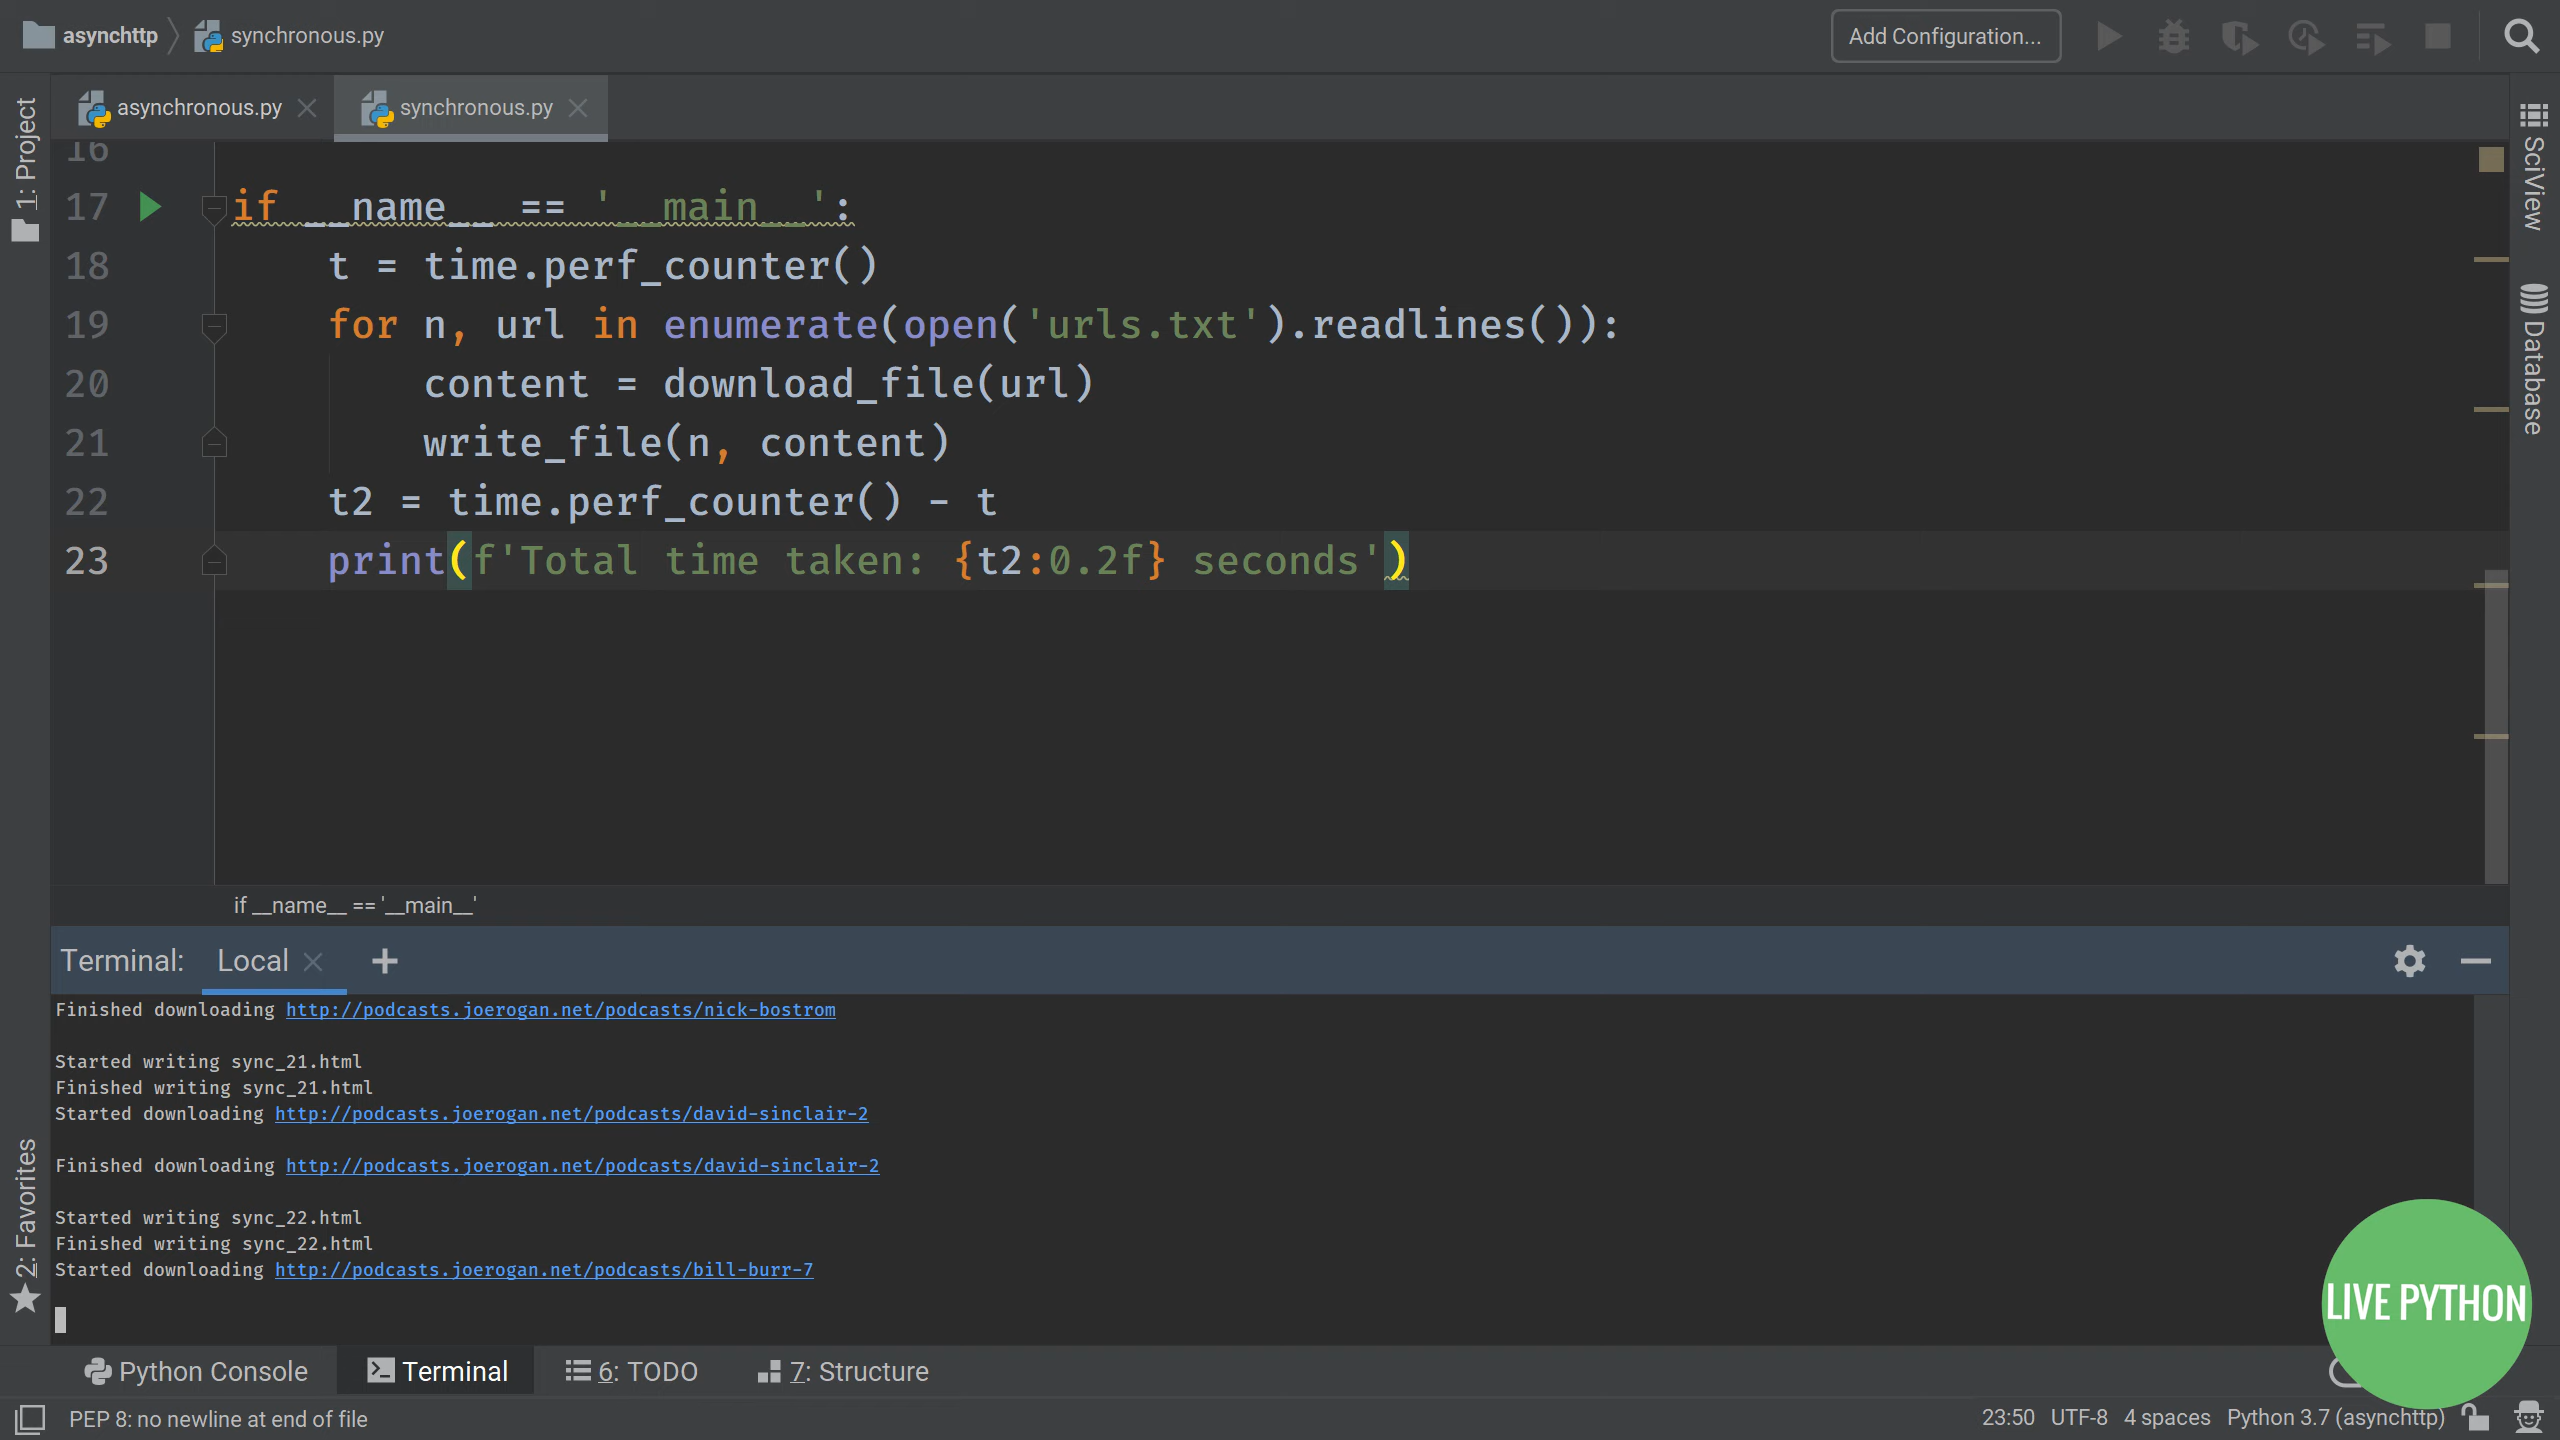 asynchttp synchronous.py Add Configuration...
asynchronous.py synchronous.py
1: Project
SciView
Database
16
17 if __name__ == '__main__':
18 t = time.perf_counter()
19 for n, url in enumerate(open('urls.txt').readlines()):
20 content = download_file(url)
21 write_file(n, content)
22 t2 = time.perf_counter() - t
23 print(f'Total time taken: {t2:0.2f} seconds')
if __name__ == '__main__'
Terminal: Local
Finished downloading http://podcasts.joerogan.net/podcasts/nick-bostrom
Started writing sync_21.html
Finished writing sync_21.html
Started downloading http://podcasts.joerogan.net/podcasts/david-sinclair-2
Finished downloading http://podcasts.joerogan.net/podcasts/david-sinclair-2
Started writing sync_22.html
Finished writing sync_22.html
Started downloading http://podcasts.joerogan.net/podcasts/bill-burr-7
2: Favorites
LIVE PYTHON
Python Console Terminal 6: TODO 7: Structure
PEP 8: no newline at end of file 23:50 UTF-8 4 spaces Python 3.7 (asynchttp)